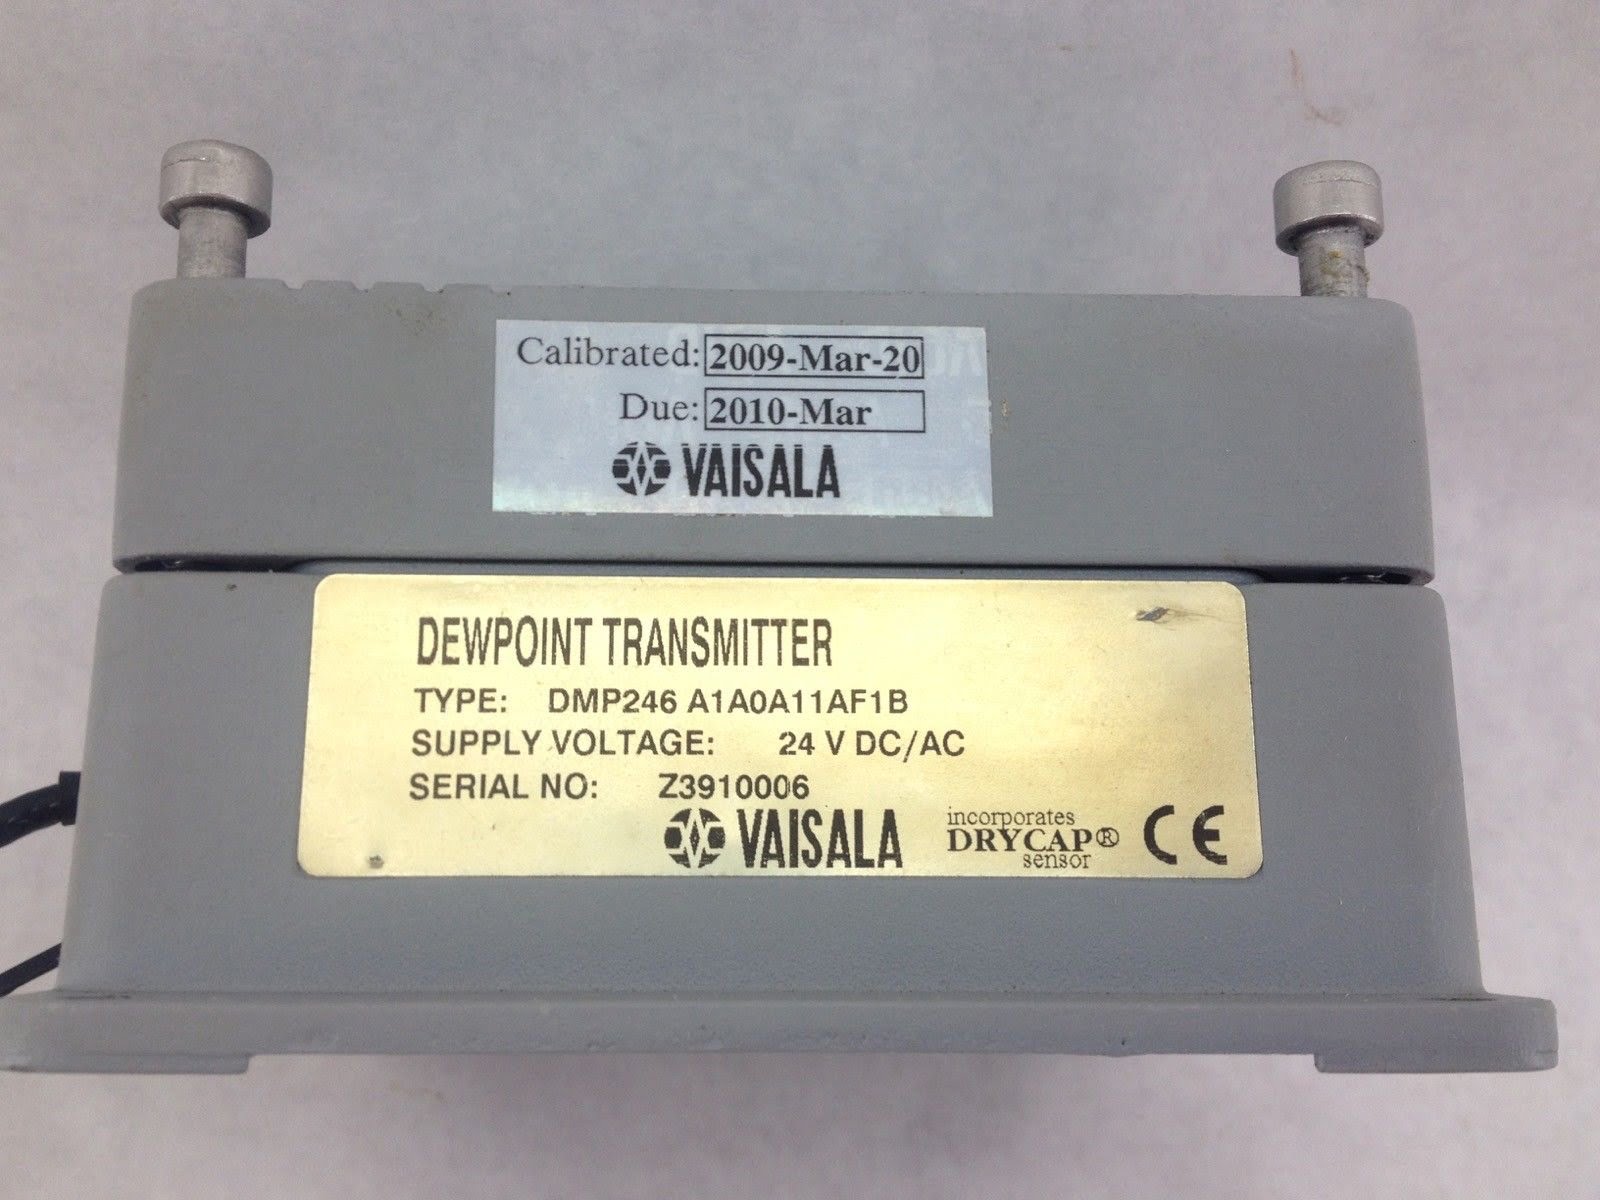 Calibrated: 2009-Mar-20
Due: 2010-Mar
VAISALA
DEWPOINT TRANSMITTER
TYPE: DMP246 A1A0A11AF1B
SUPPLY VOLTAGE: 24 V DC/AC
SERIAL NO: Z3910006
VAISALA
incorporates
DRYCAP®
sensor
CE